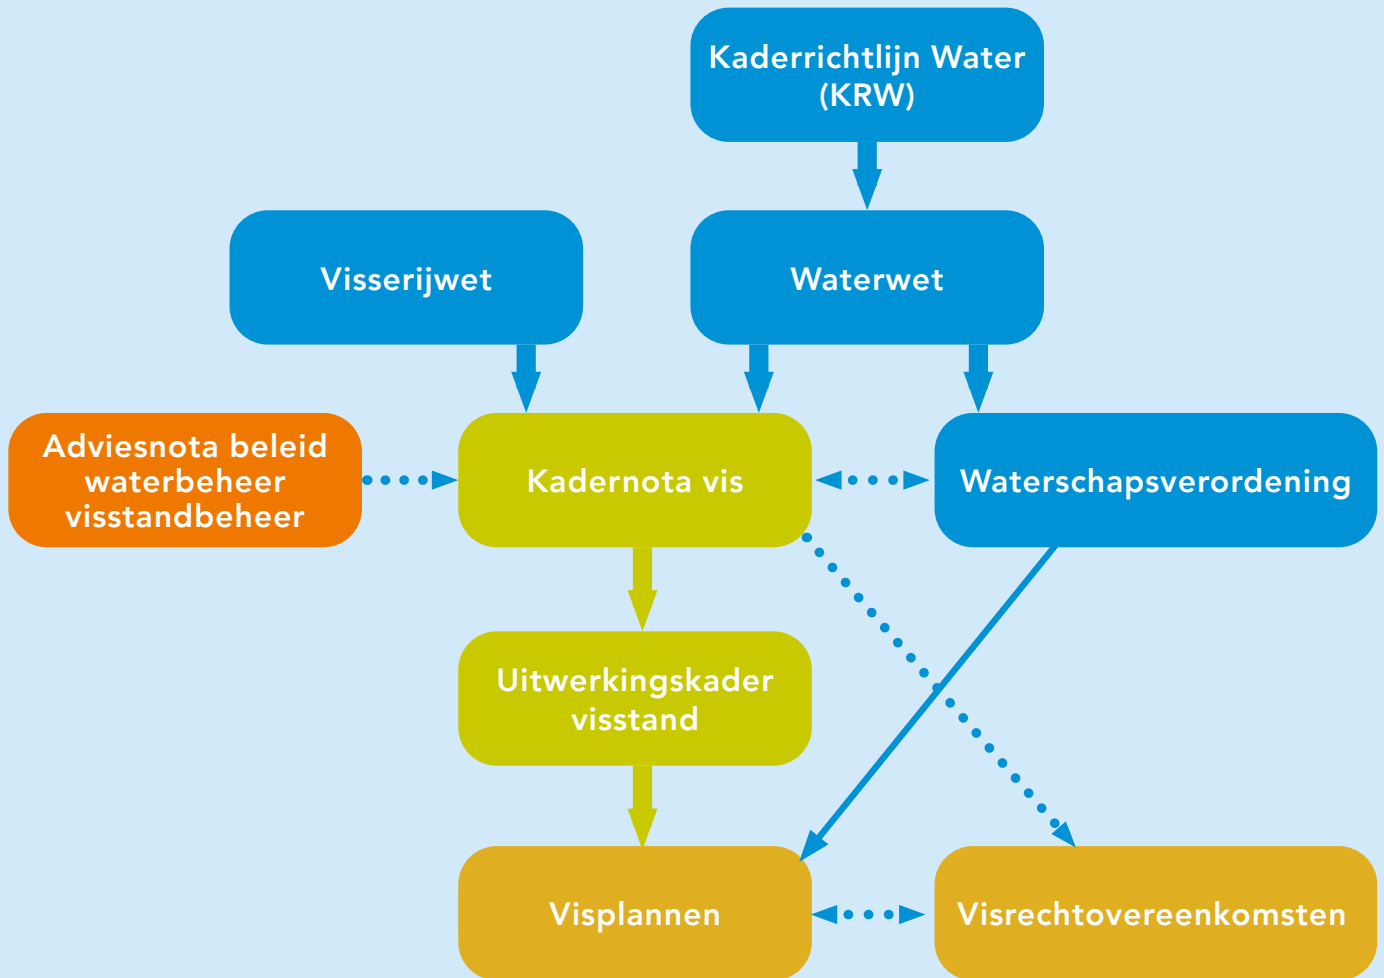 Kaderrichtlijn Water
(KRW)
Visserijwet
Waterwet
Adviesnota beleid
waterbeheer
visstandbeheer
Kadernota vis
Waterschapsverordening
Uitwerkingskader
visstand
Visplannen
Visrechtovereenkomsten